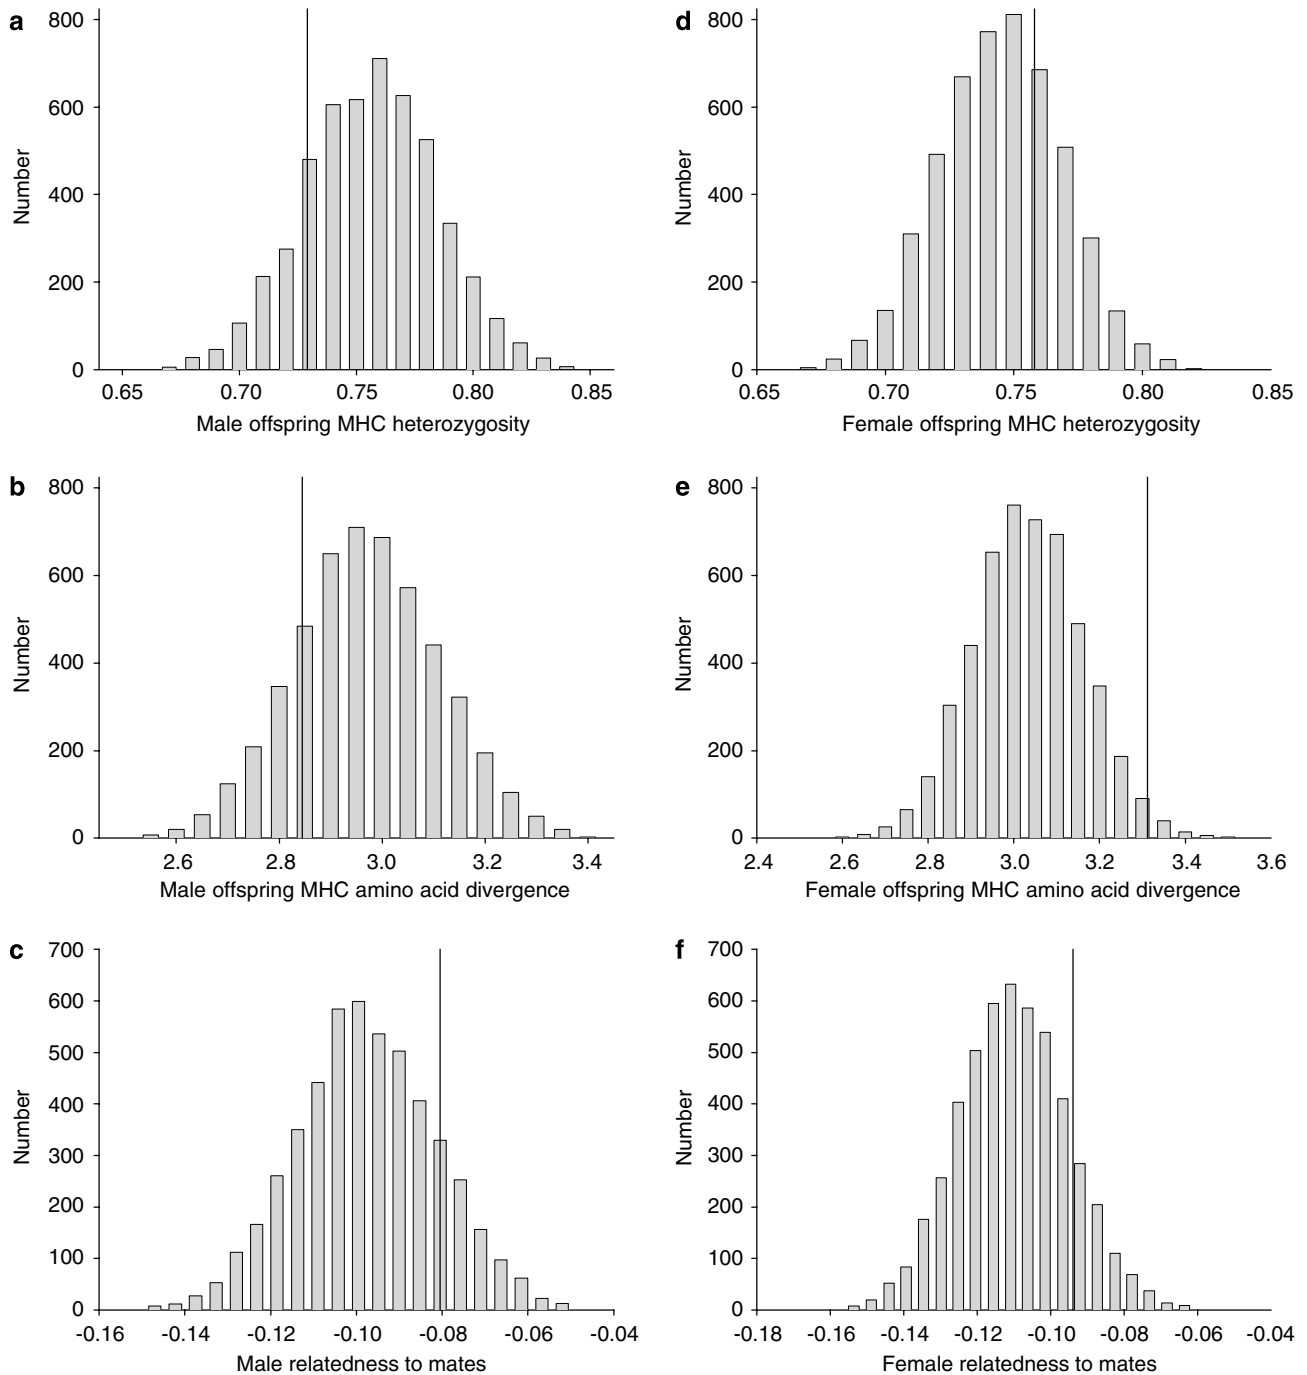 a
800
600
400
200
0
Number
0.65 0.70 0.75 0.80 0.85
Male offspring MHC heterozygosity
d
800
600
400
200
0
Number
0.65 0.70 0.75 0.80 0.85
Female offspring MHC heterozygosity
b
800
600
400
200
0
Number
2.6 2.8 3.0 3.2 3.4
Male offspring MHC amino acid divergence
e
800
600
400
200
0
Number
2.4 2.6 2.8 3.0 3.2 3.4 3.6
Female offspring MHC amino acid divergence
c
700
600
500
400
300
200
100
0
Number
-0.16 -0.14 -0.12 -0.10 -0.08 -0.06 -0.04
Male relatedness to mates
f
700
600
500
400
300
200
100
0
Number
-0.18 -0.16 -0.14 -0.12 -0.10 -0.08 -0.06 -0.04
Female relatedness to mates